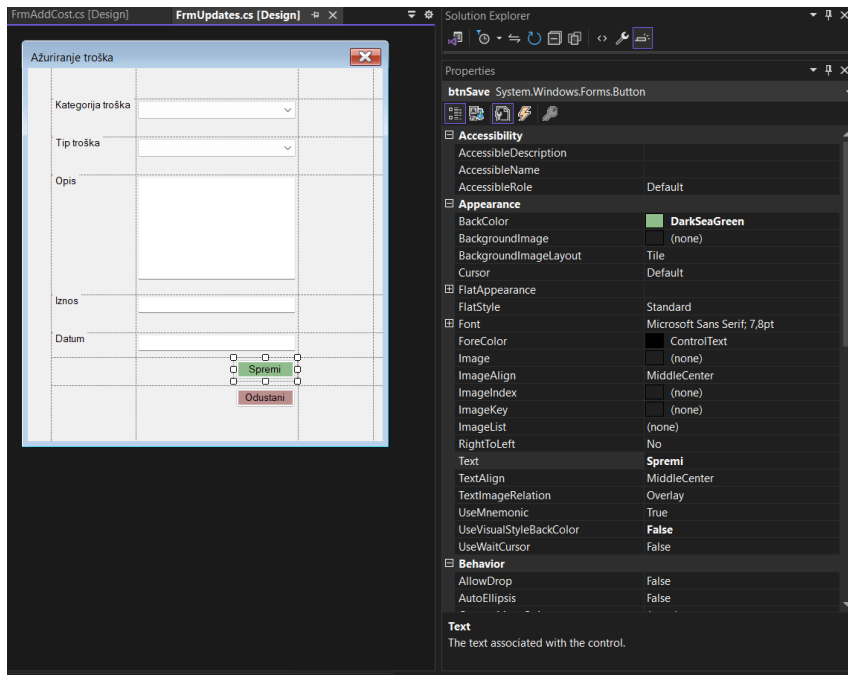 FrmAddCost.cs [Design]
FrmUpdates.cs [Design]
Ažuriranje troška
Kategorija troška
Tip troška
Opis
Iznos
Datum
Spremi
Odustani
Solution Explorer
Properties
btnSave System.Windows.Forms.Button
Accessibility
AccessibleDescription
AccessibleName
AccessibleRole Default
Appearance
BackColor DarkSeaGreen
BackgroundImage (none)
BackgroundImageLayout Tile
Cursor Default
FlatAppearance
FlatStyle Standard
Font Microsoft Sans Serif; 7,8pt
ForeColor ControlText
Image (none)
ImageAlign MiddleCenter
ImageIndex (none)
ImageKey (none)
ImageList (none)
RightToLeft No
Text Spremi
TextAlign MiddleCenter
TextImageRelation Overlay
UseMnemonic True
UseVisualStyleBackColor False
UseWaitCursor False
Behavior
AllowDrop False
AutoEllipsis False
Text
The text associated with the control.